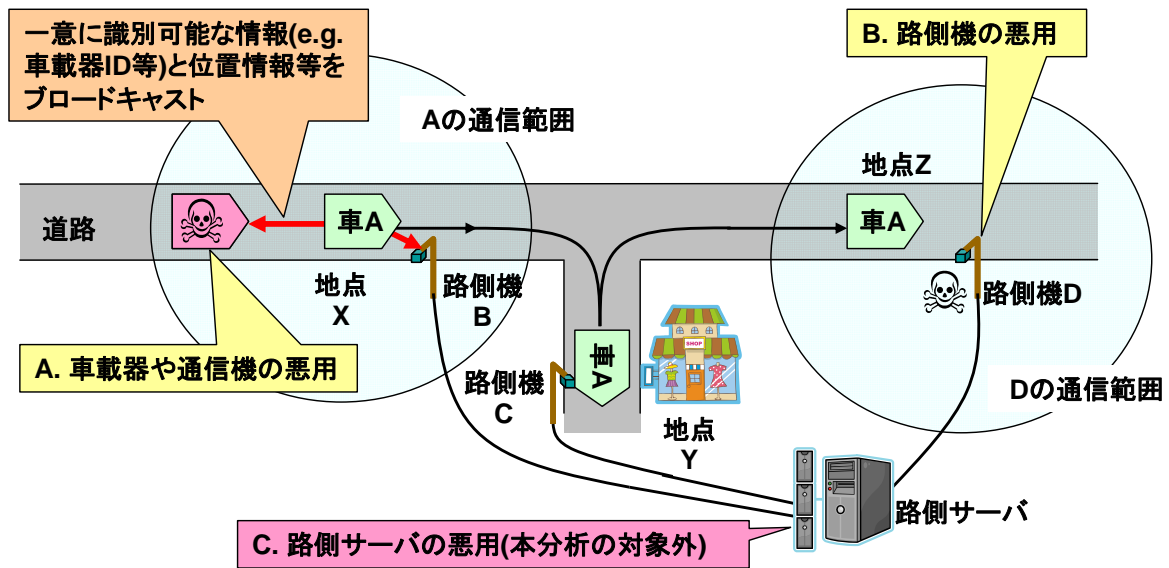 一意に識別可能な情報(e.g.
車載器ID等)と位置情報等を
ブロードキャスト
B. 路側機の悪用
Aの通信範囲
地点Z
道路
車A
車A
地点
X
路側機
B
路側機D
A. 車載器や通信機の悪用
車A
SHOP
路側機
C
地点
Y
Dの通信範囲
路側サーバ
C. 路側サーバの悪用(本分析の対象外)